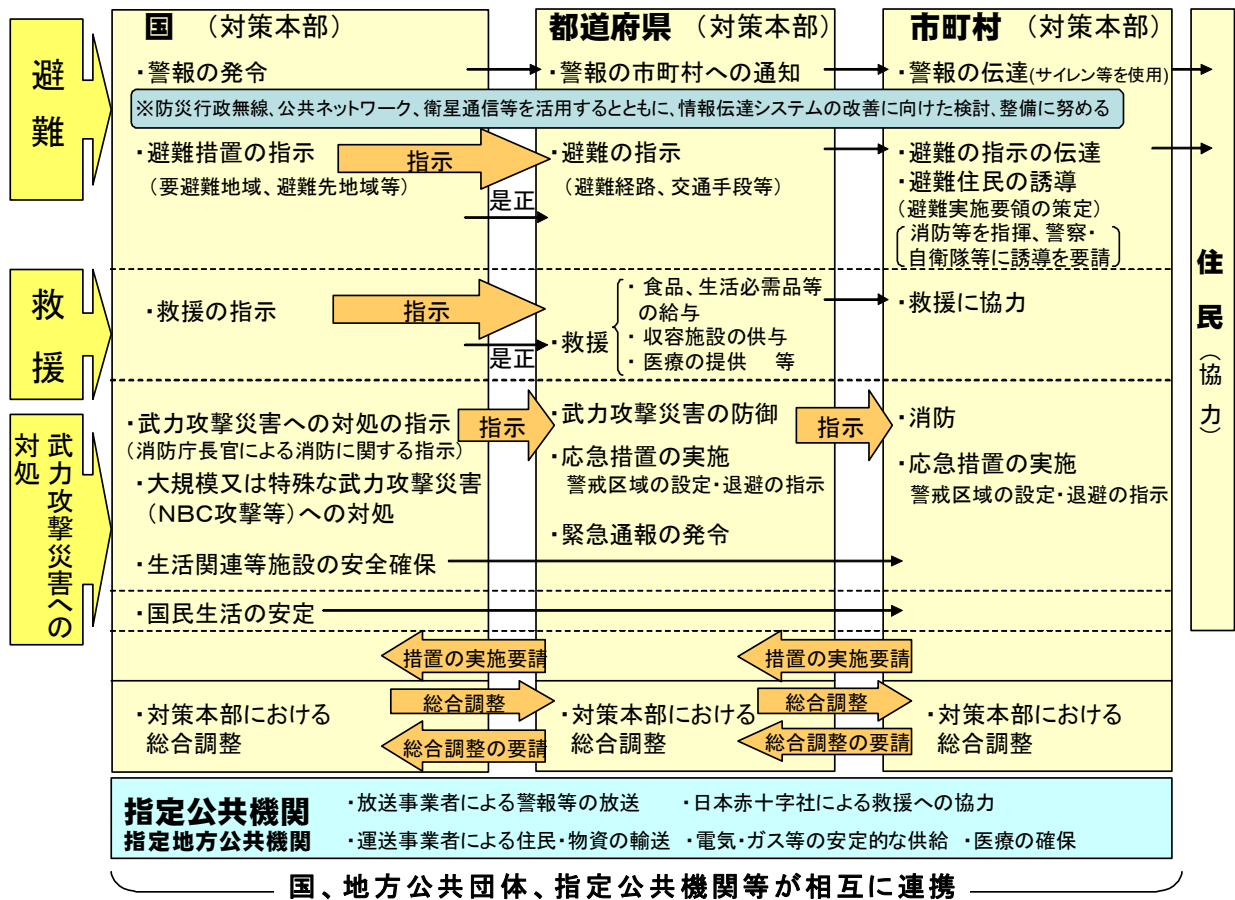 国 （対策本部）
都道府県 （対策本部）
市町村 （対策本部）
避難
・警報の発令
・警報の市町村への通知
・警報の伝達(サイレン等を使用)
※防災行政無線、公共ネットワーク、衛星通信等を活用するとともに、情報伝達システムの改善に向けた検討、整備に努める
・避難措置の指示
（要避難地域、避難先地域等）
指示
是正
・避難の指示
（避難経路、交通手段等）
・避難の指示の伝達
・避難住民の誘導
（避難実施要領の策定）
消防等を指揮、警察・
自衛隊等に誘導を要請
救援
・救援の指示
指示
是正
・救援
・ 食品、生活必需品等
の給与
・ 収容施設の供与
・ 医療の提供 等
・救援に協力
武力攻撃災害への
対処
・武力攻撃災害への対処の指示
（消防庁長官による消防に関する指示）
・大規模又は特殊な武力攻撃災害
（NBC攻撃等）への対処
・生活関連等施設の安全確保
・国民生活の安定
指示
・武力攻撃災害の防御
・応急措置の実施
警戒区域の設定・退避の指示
・緊急通報の発令
指示
・消防
・応急措置の実施
警戒区域の設定・退避の指示
措置の実施要請
措置の実施要請
・対策本部における
総合調整
総合調整
総合調整の要請
・対策本部における
総合調整
総合調整
総合調整の要請
・対策本部における
総合調整
住民（協力）
指定公共機関
指定地方公共機関
・放送事業者による警報等の放送 ・日本赤十字社による救援への協力
・運送事業者による住民・物資の輸送 ・電気・ガス等の安定的な供給 ・医療の確保
国、地方公共団体、指定公共機関等が相互に連携